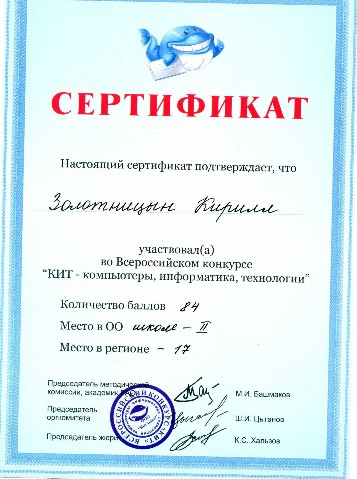 СЕРТИФИКАТ
Настоящий сертификат подтверждает, что
Золотницын Кирилл
участвовал(а)
во Всероссийском конкурсе
“КИТ - компьютеры, информатика, технологии”
Количество баллов 84
Место в ОО школе - II
Место в регионе - 17
Председатель методической
комиссии, академик РАО М.И. Башмаков
Председатель
оргкомитета Ш.И. Цыганов
Председатель жюри К.С. Хальзов